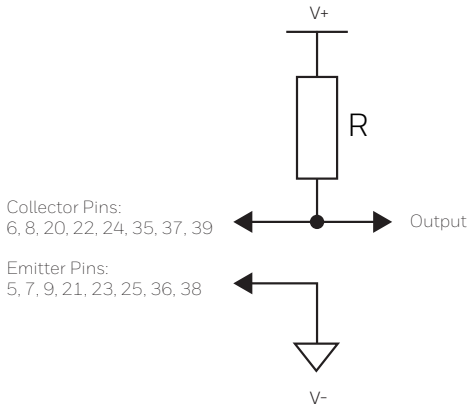 V+
R
Collector Pins:
6, 8, 20, 22, 24, 35, 37, 39
Output
Emitter Pins:
5, 7, 9, 21, 23, 25, 36, 38
V-